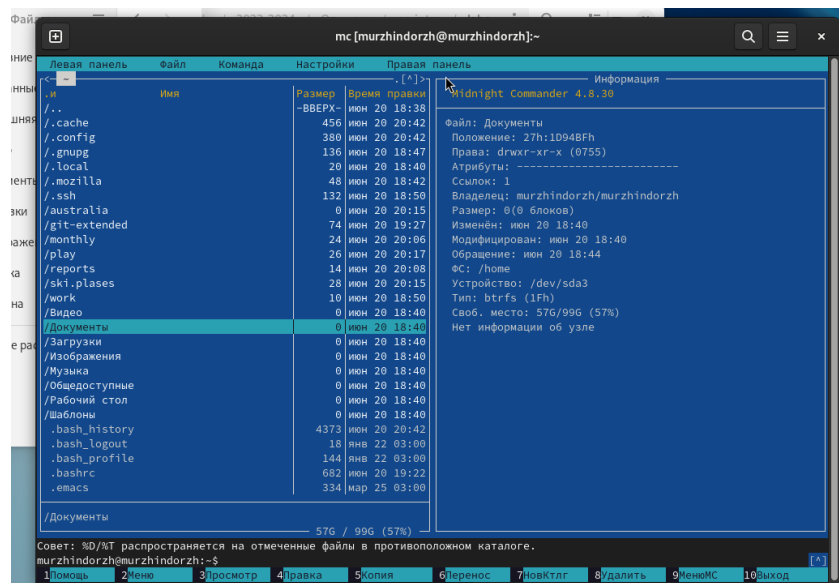 Файл
mc [murzhindorzh@murzhindorzh]:~
Левая панель Файл Команда Настройки Правая панель
<— ~ .[^]>
.и Имя Размер Время правки
/.. -ВВЕРХ- июн 20 18:38
/.cache 456 июн 20 20:42
/.config 380 июн 20 20:42
/.gnupg 136 июн 20 18:47
/.local 20 июн 20 18:40
/.mozilla 48 июн 20 18:42
/.ssh 132 июн 20 18:50
/australia 0 июн 20 20:15
/git-extended 74 июн 20 19:27
/monthly 24 июн 20 20:06
/play 26 июн 20 20:17
/reports 14 июн 20 20:08
/ski.plases 28 июн 20 20:15
/work 10 июн 20 18:50
/Видео 0 июн 20 18:40
/Документы 0 июн 20 18:40
/Загрузки 0 июн 20 18:40
/Изображения 0 июн 20 18:40
/Музыка 0 июн 20 18:40
/Общедоступные 0 июн 20 18:40
/Рабочий стол 0 июн 20 18:40
/Шаблоны 0 июн 20 18:40
.bash_history 4373 июн 20 20:42
.bash_logout 18 янв 22 03:00
.bash_profile 144 янв 22 03:00
.bashrc 682 июн 20 19:22
.emacs 334 мар 25 03:00
/Документы
57G / 99G (57%)
Информация
Midnight Commander 4.8.30
Файл: Документы
Положение: 27h:1D94BFh
Права: drwxr-xr-x (0755)
Атрибуты: --------------------------
Ссылок: 1
Владелец: murzhindorzh/murzhindorzh
Размер: 0(0 блоков)
Изменён: июн 20 18:40
Модифицирован: июн 20 18:40
Обращение: июн 20 18:44
ФС: /home
Устройство: /dev/sda3
Тип: btrfs (1Fh)
Своб. место: 57G/99G (57%)
Нет информации об узле
Совет: %D/%T распространяется на отмеченные файлы в противоположном каталоге.
murzhindorzh@murzhindorzh:~$ [^]
1Помощь 2Меню 3Просмотр 4Правка 5Копия 6Перенос 7НовКтлг 8Удалить 9МенюMC 10Выход